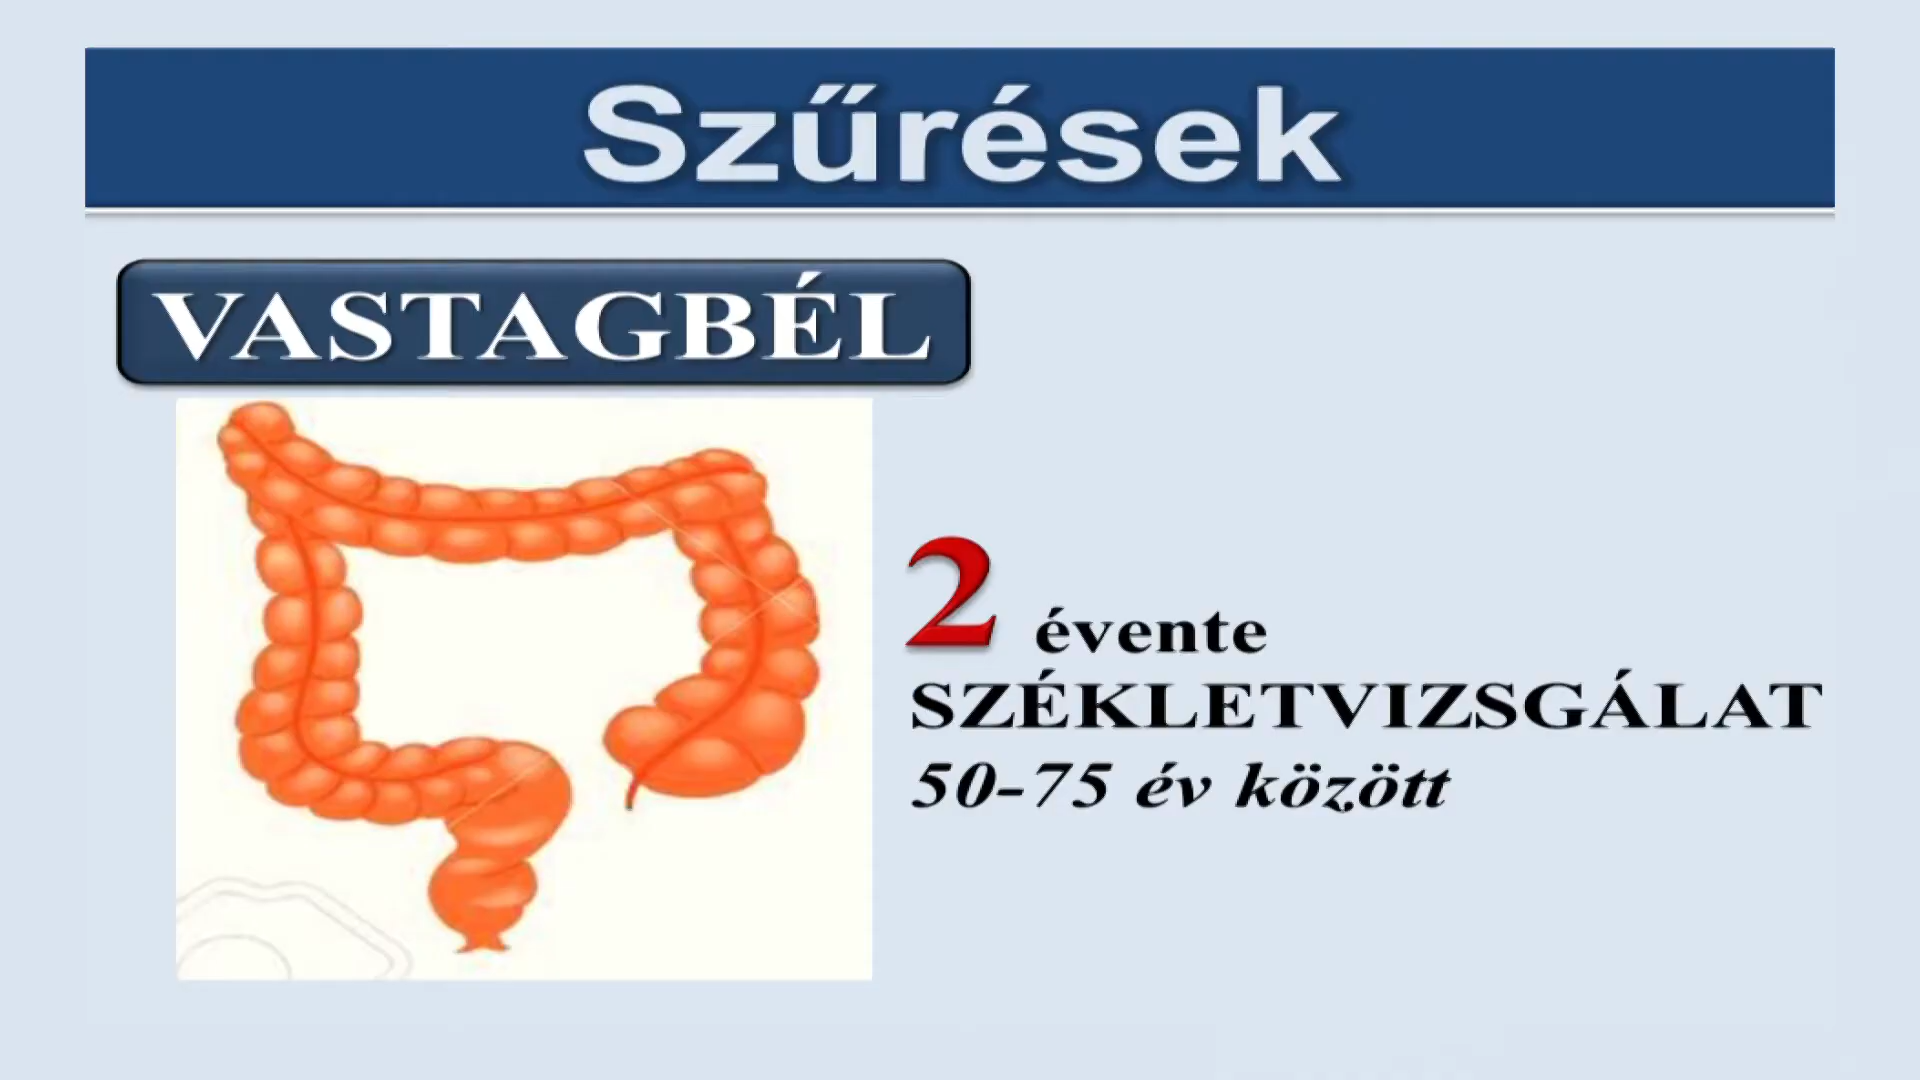 Szűrések
VASTAGBÉL
2 évente
SZÉKLETVIZSGÁLAT
50-75 év között